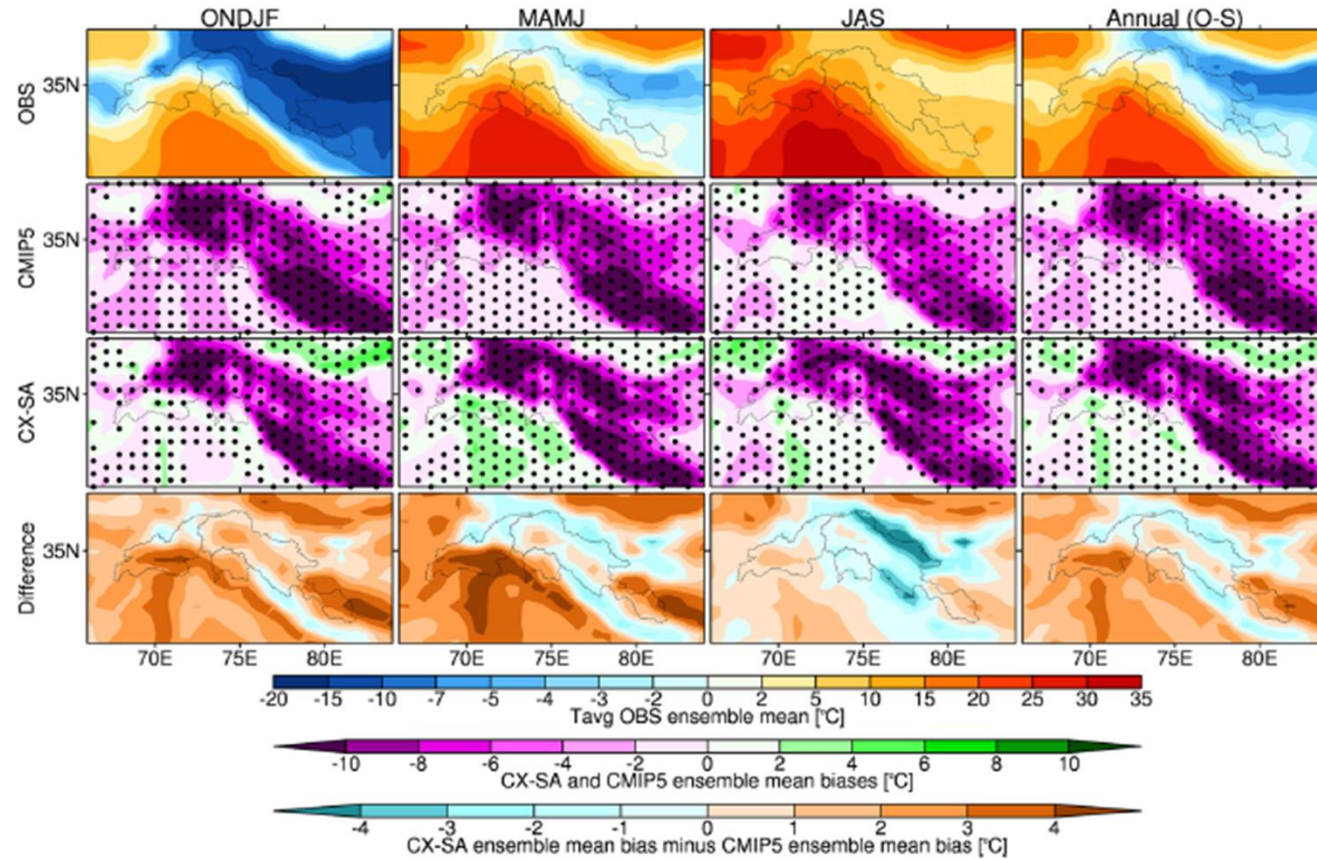 ONDJF MAMJ JAS Annual (O-S)
OBS 35N
CMIP5 35N
CX-SA 35N
Difference 35N
70E 75E 80E 70E 75E 80E 70E 75E 80E 70E 75E 80E
-20 -15 -10 -7 -5 -4 -3 -2 0 2 5 10 15 20 25 30 35
Tavg OBS ensemble mean [°C]
-10 -8 -6 -4 -2 0 2 4 6 8 10
CX-SA and CMIP5 ensemble mean biases [°C]
-4 -3 -2 -1 0 1 2 3 4
CX-SA ensemble mean bias minus CMIP5 ensemble mean bias [°C]